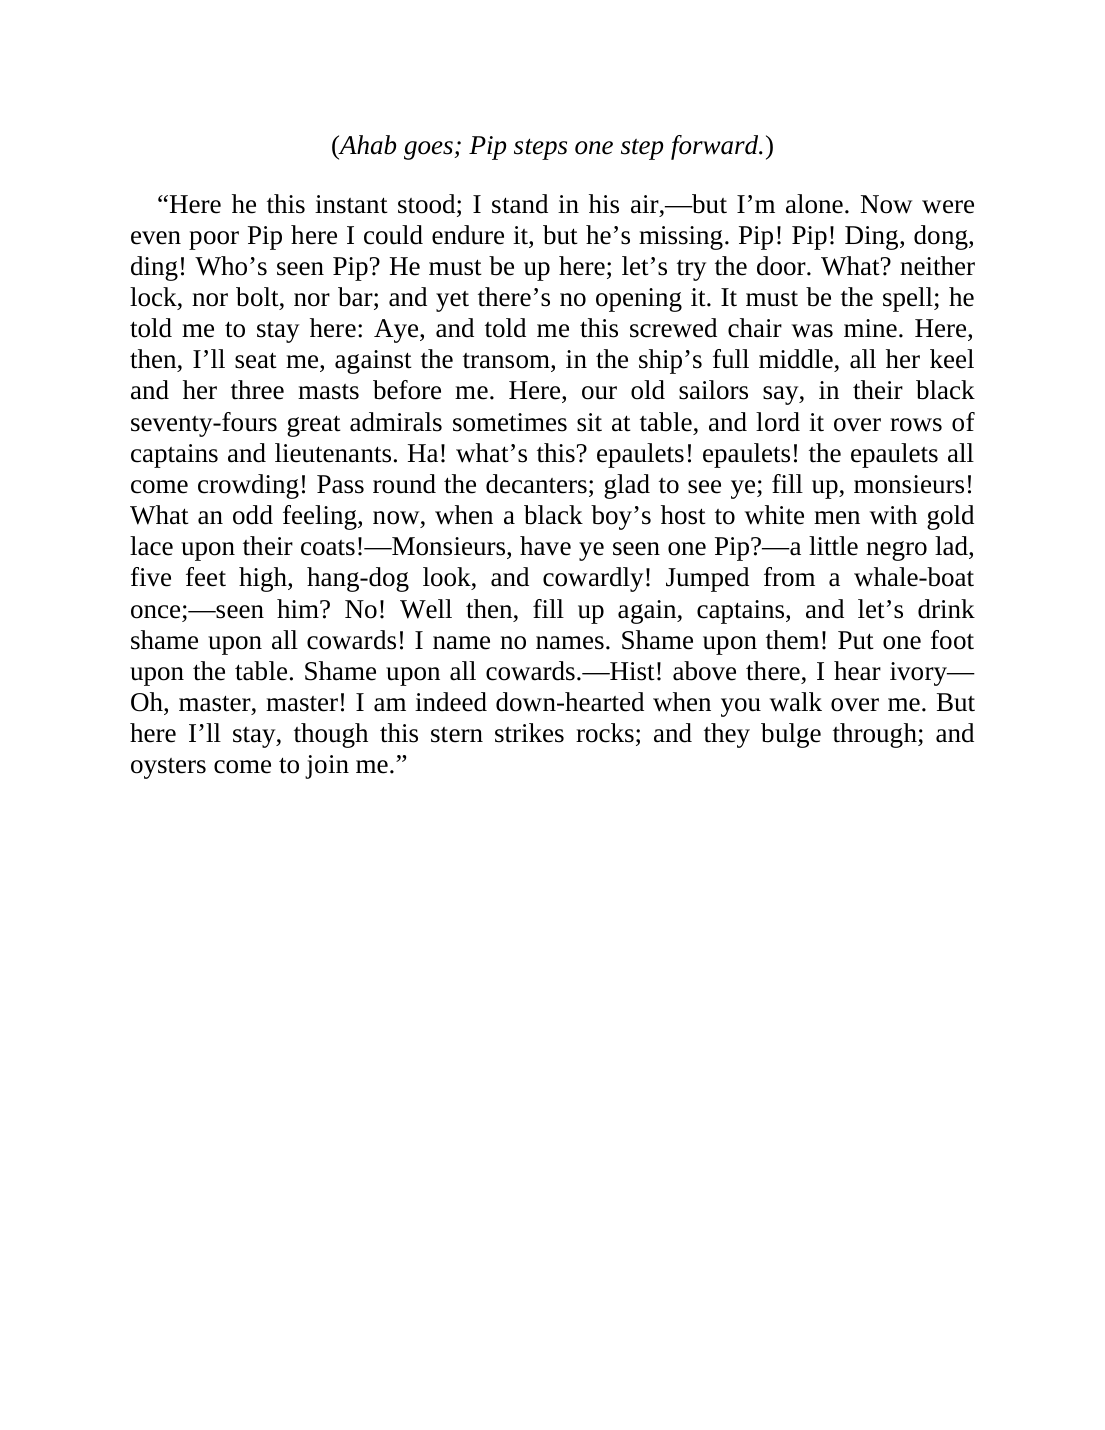 (Ahab goes; Pip steps one step forward.)
“Here he this instant stood; I stand in his air,—but I’m alone. Now were
even poor Pip here I could endure it, but he’s missing. Pip! Pip! Ding, dong,
ding! Who’s seen Pip? He must be up here; let’s try the door. What? neither
lock, nor bolt, nor bar; and yet there’s no opening it. It must be the spell; he
told me to stay here: Aye, and told me this screwed chair was mine. Here,
then, I’ll seat me, against the transom, in the ship’s full middle, all her keel
and her three masts before me. Here, our old sailors say, in their black
seventy-fours great admirals sometimes sit at table, and lord it over rows of
captains and lieutenants. Ha! what’s this? epaulets! epaulets! the epaulets all
come crowding! Pass round the decanters; glad to see ye; fill up, monsieurs!
What an odd feeling, now, when a black boy’s host to white men with gold
lace upon their coats!—Monsieurs, have ye seen one Pip?—a little negro lad,
five feet high, hang-dog look, and cowardly! Jumped from a whale-boat
once;—seen him? No! Well then, fill up again, captains, and let’s drink
shame upon all cowards! I name no names. Shame upon them! Put one foot
upon the table. Shame upon all cowards.—Hist! above there, I hear ivory—
Oh, master, master! I am indeed down-hearted when you walk over me. But
here I’ll stay, though this stern strikes rocks; and they bulge through; and
oysters come to join me.”